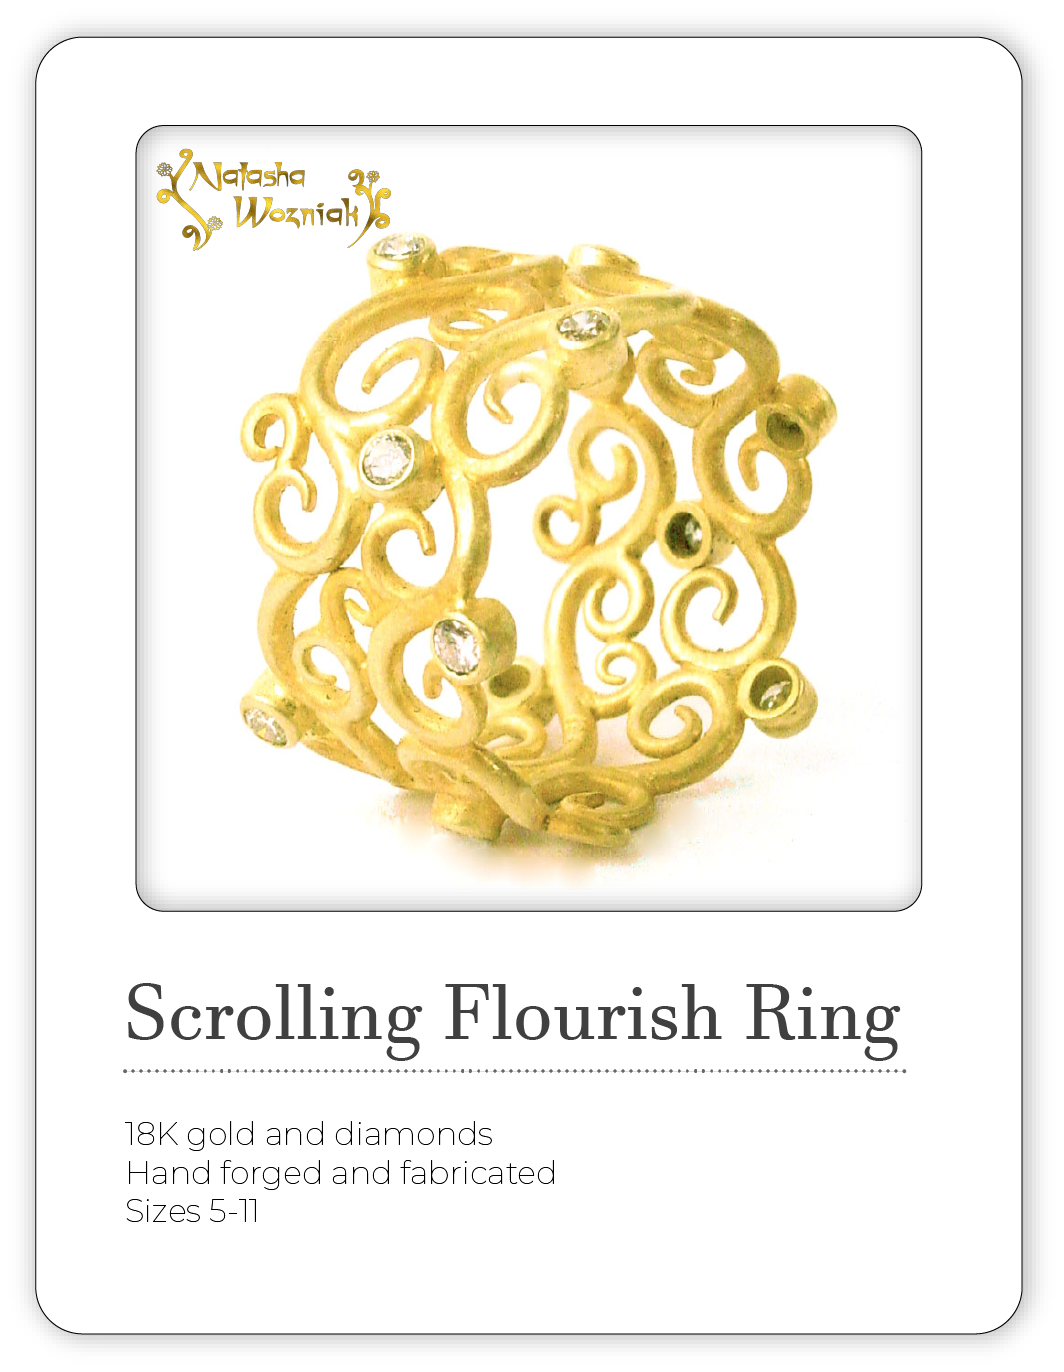 Natasha
Wozniak
Scrolling Flourish Ring
18K gold and diamonds
Hand forged and fabricated
Sizes 5-11